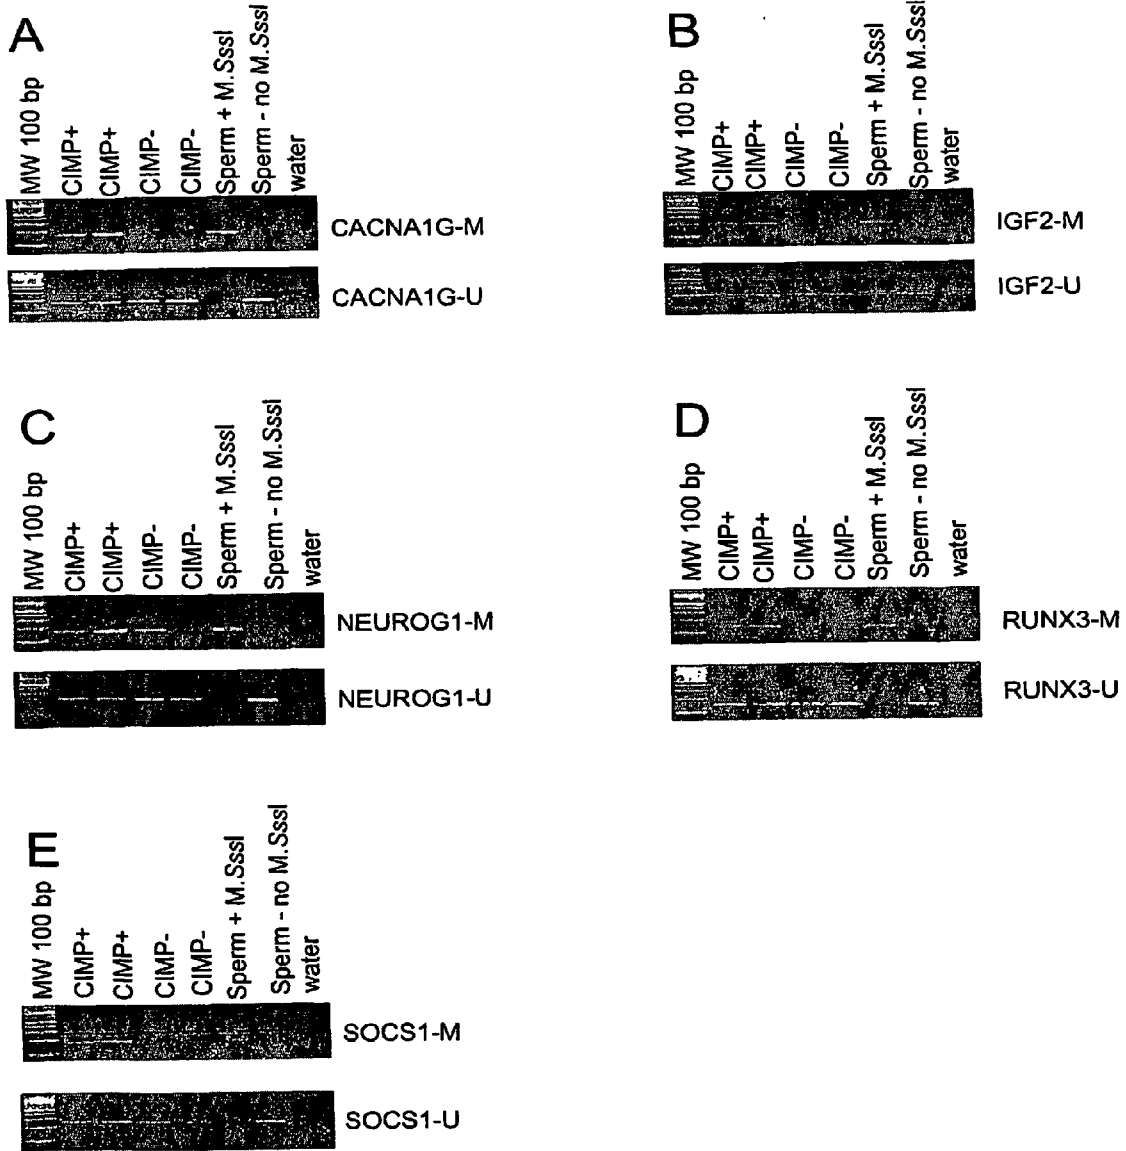 A
MW 100 bp
CIMP+
CIMP+
CIMP-
CIMP-
Sperm + M.SssI
Sperm - no M.SssI
water
CACNA1G-M
CACNA1G-U
B
MW 100 bp
CIMP+
CIMP+
CIMP-
CIMP-
Sperm + M.SssI
Sperm - no M.SssI
water
IGF2-M
IGF2-U
C
MW 100 bp
CIMP+
CIMP+
CIMP-
CIMP-
Sperm + M.SssI
Sperm - no M.SssI
water
NEUROG1-M
NEUROG1-U
D
MW 100 bp
CIMP+
CIMP+
CIMP-
CIMP-
Sperm + M.SssI
Sperm - no M.SssI
water
RUNX3-M
RUNX3-U
E
MW 100 bp
CIMP+
CIMP+
CIMP-
CIMP-
Sperm + M.SssI
Sperm - no M.SssI
water
SOCS1-M
SOCS1-U